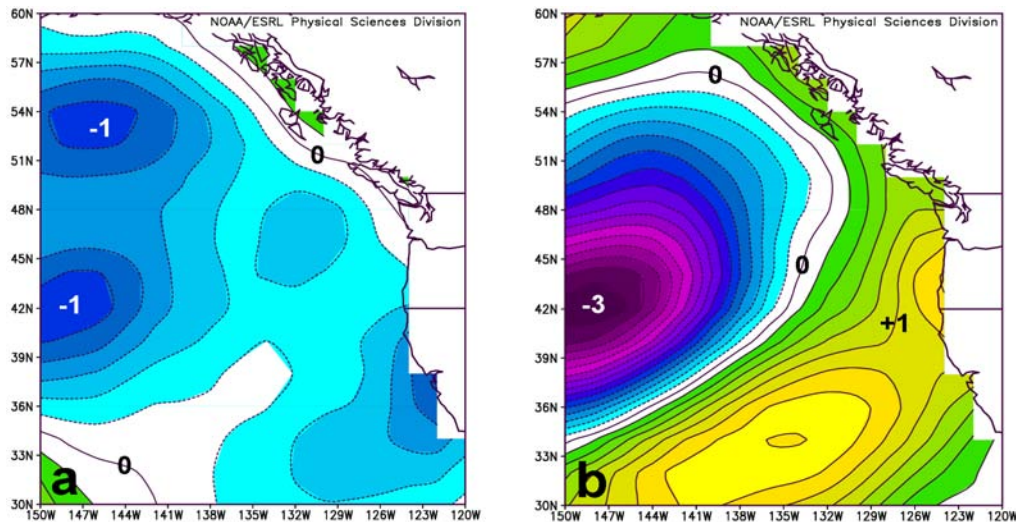 NOAA/ESRL Physical Sciences Division
60N
57N
54N
51N
48N
45N
42N
39N
36N
33N
30N
-1
0
-1
0
a
150W 147W 144W 141W 138W 135W 132W 129W 126W 123W 120W
NOAA/ESRL Physical Sciences Division
60N
57N
54N
51N
48N
45N
42N
39N
36N
33N
30N
0
0
-3
+1
b
150W 147W 144W 141W 138W 135W 132W 129W 126W 123W 120W